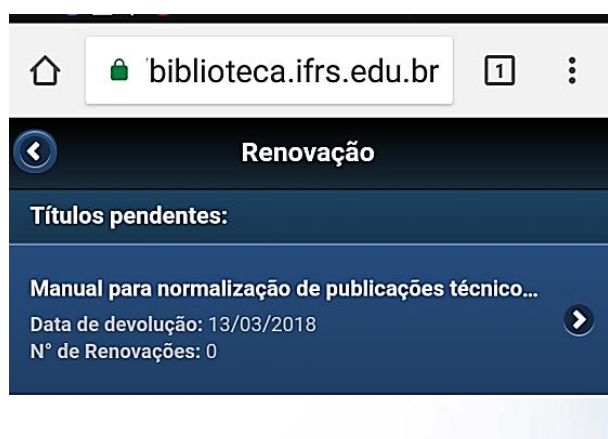 biblioteca.ifrs.edu.br
1
Renovação
Títulos pendentes:
Manual para normalização de publicações técnico...
Data de devolução: 13/03/2018
N° de Renovações: 0